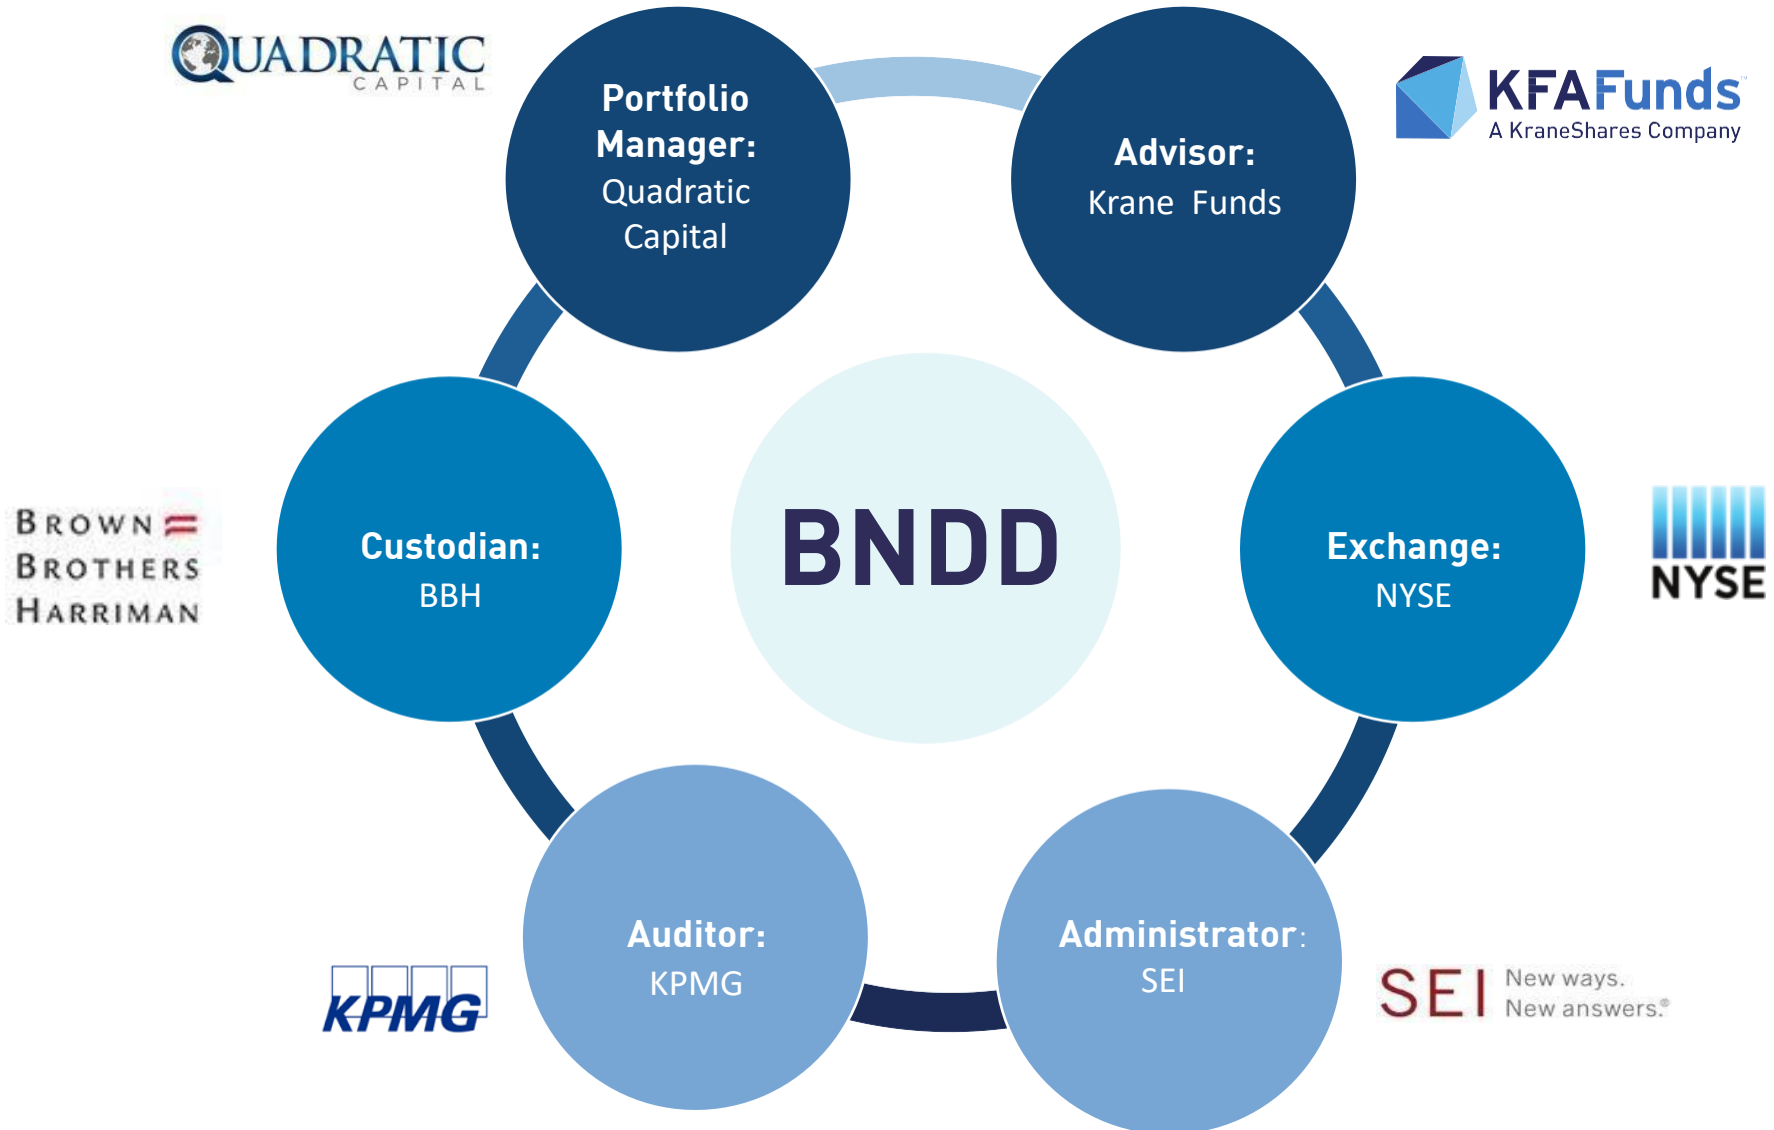 QUADRATIC
CAPITAL
Portfolio
Manager:
Quadratic
Capital
Advisor:
Krane Funds
KFAFunds™
A KraneShares Company
BROWN
BROTHERS
HARRIMAN
Custodian:
BBH
BNDD
Exchange:
NYSE
NYSE
KPMG
Auditor:
KPMG
Administrator:
SEI
SEI
New ways.
New answers.®